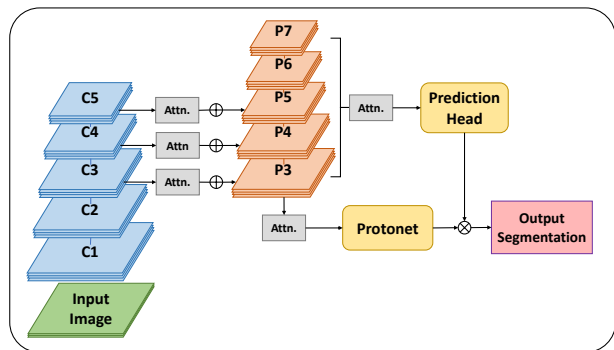 P7
P6
C5
Attn.
P5
Attn.
Prediction
Head
C4
Attn.
P4
C3
Attn.
P3
C2
Attn.
Protonet
Output
Segmentation
C1
Input
Image